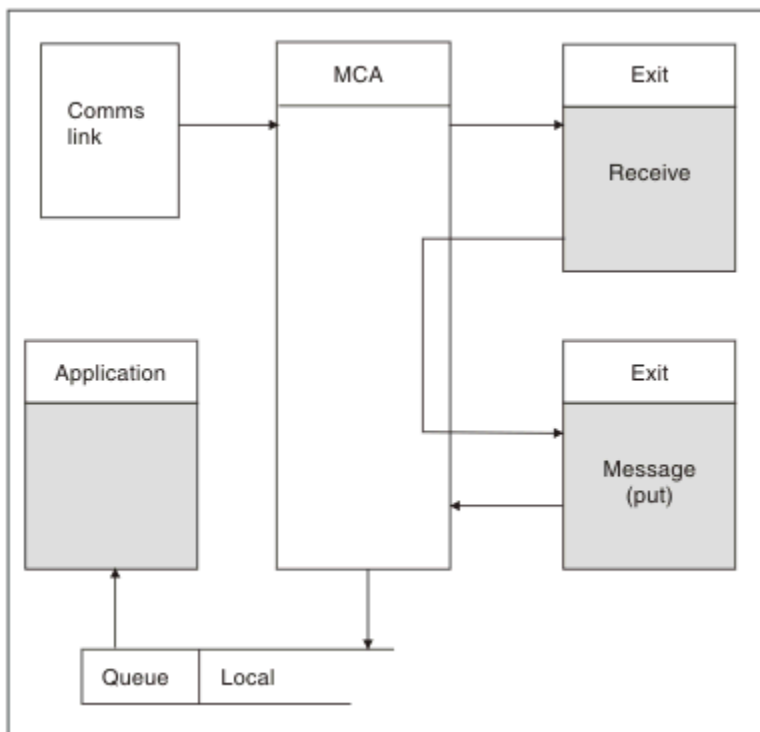 MCA
Exit
Comms
link
Receive
Application
Exit
Message
(put)
Queue
Local